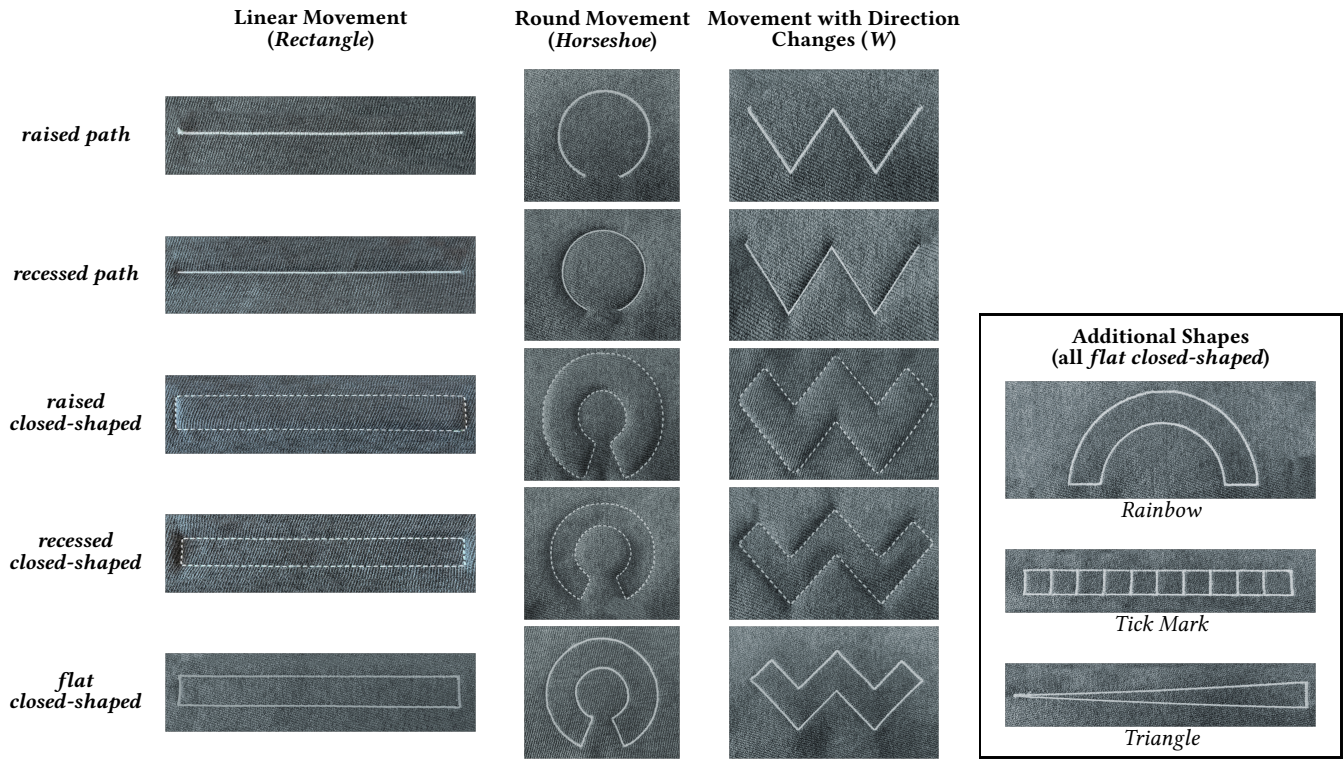 Linear Movement
(Rectangle)
Round Movement
(Horseshoe)
Movement with Direction
Changes (W)
raised path
recessed path
raised
closed-shaped
recessed
closed-shaped
flat
closed-shaped
Additional Shapes
(all flat closed-shaped)
Rainbow
Tick Mark
Triangle